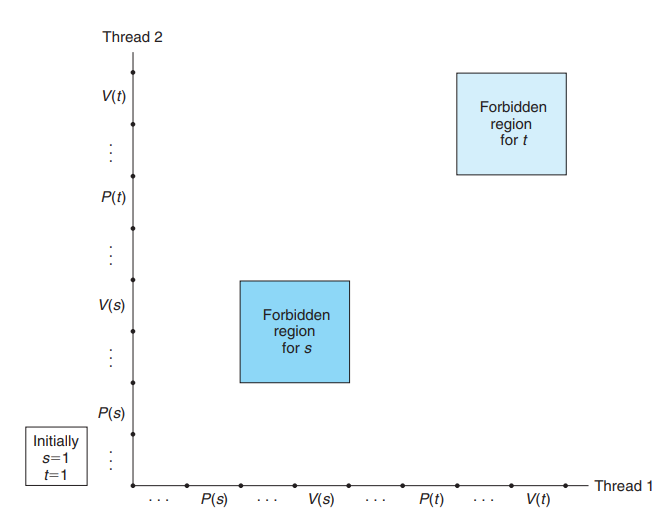 Thread 2
V(t)
⋮
P(t)
⋮
V(s)
⋮
P(s)
⋮
Forbidden
region
for t
Forbidden
region
for s
Initially
s=1
t=1
Thread 1
. . . P(s) . . . V(s) . . . P(t) . . . V(t)